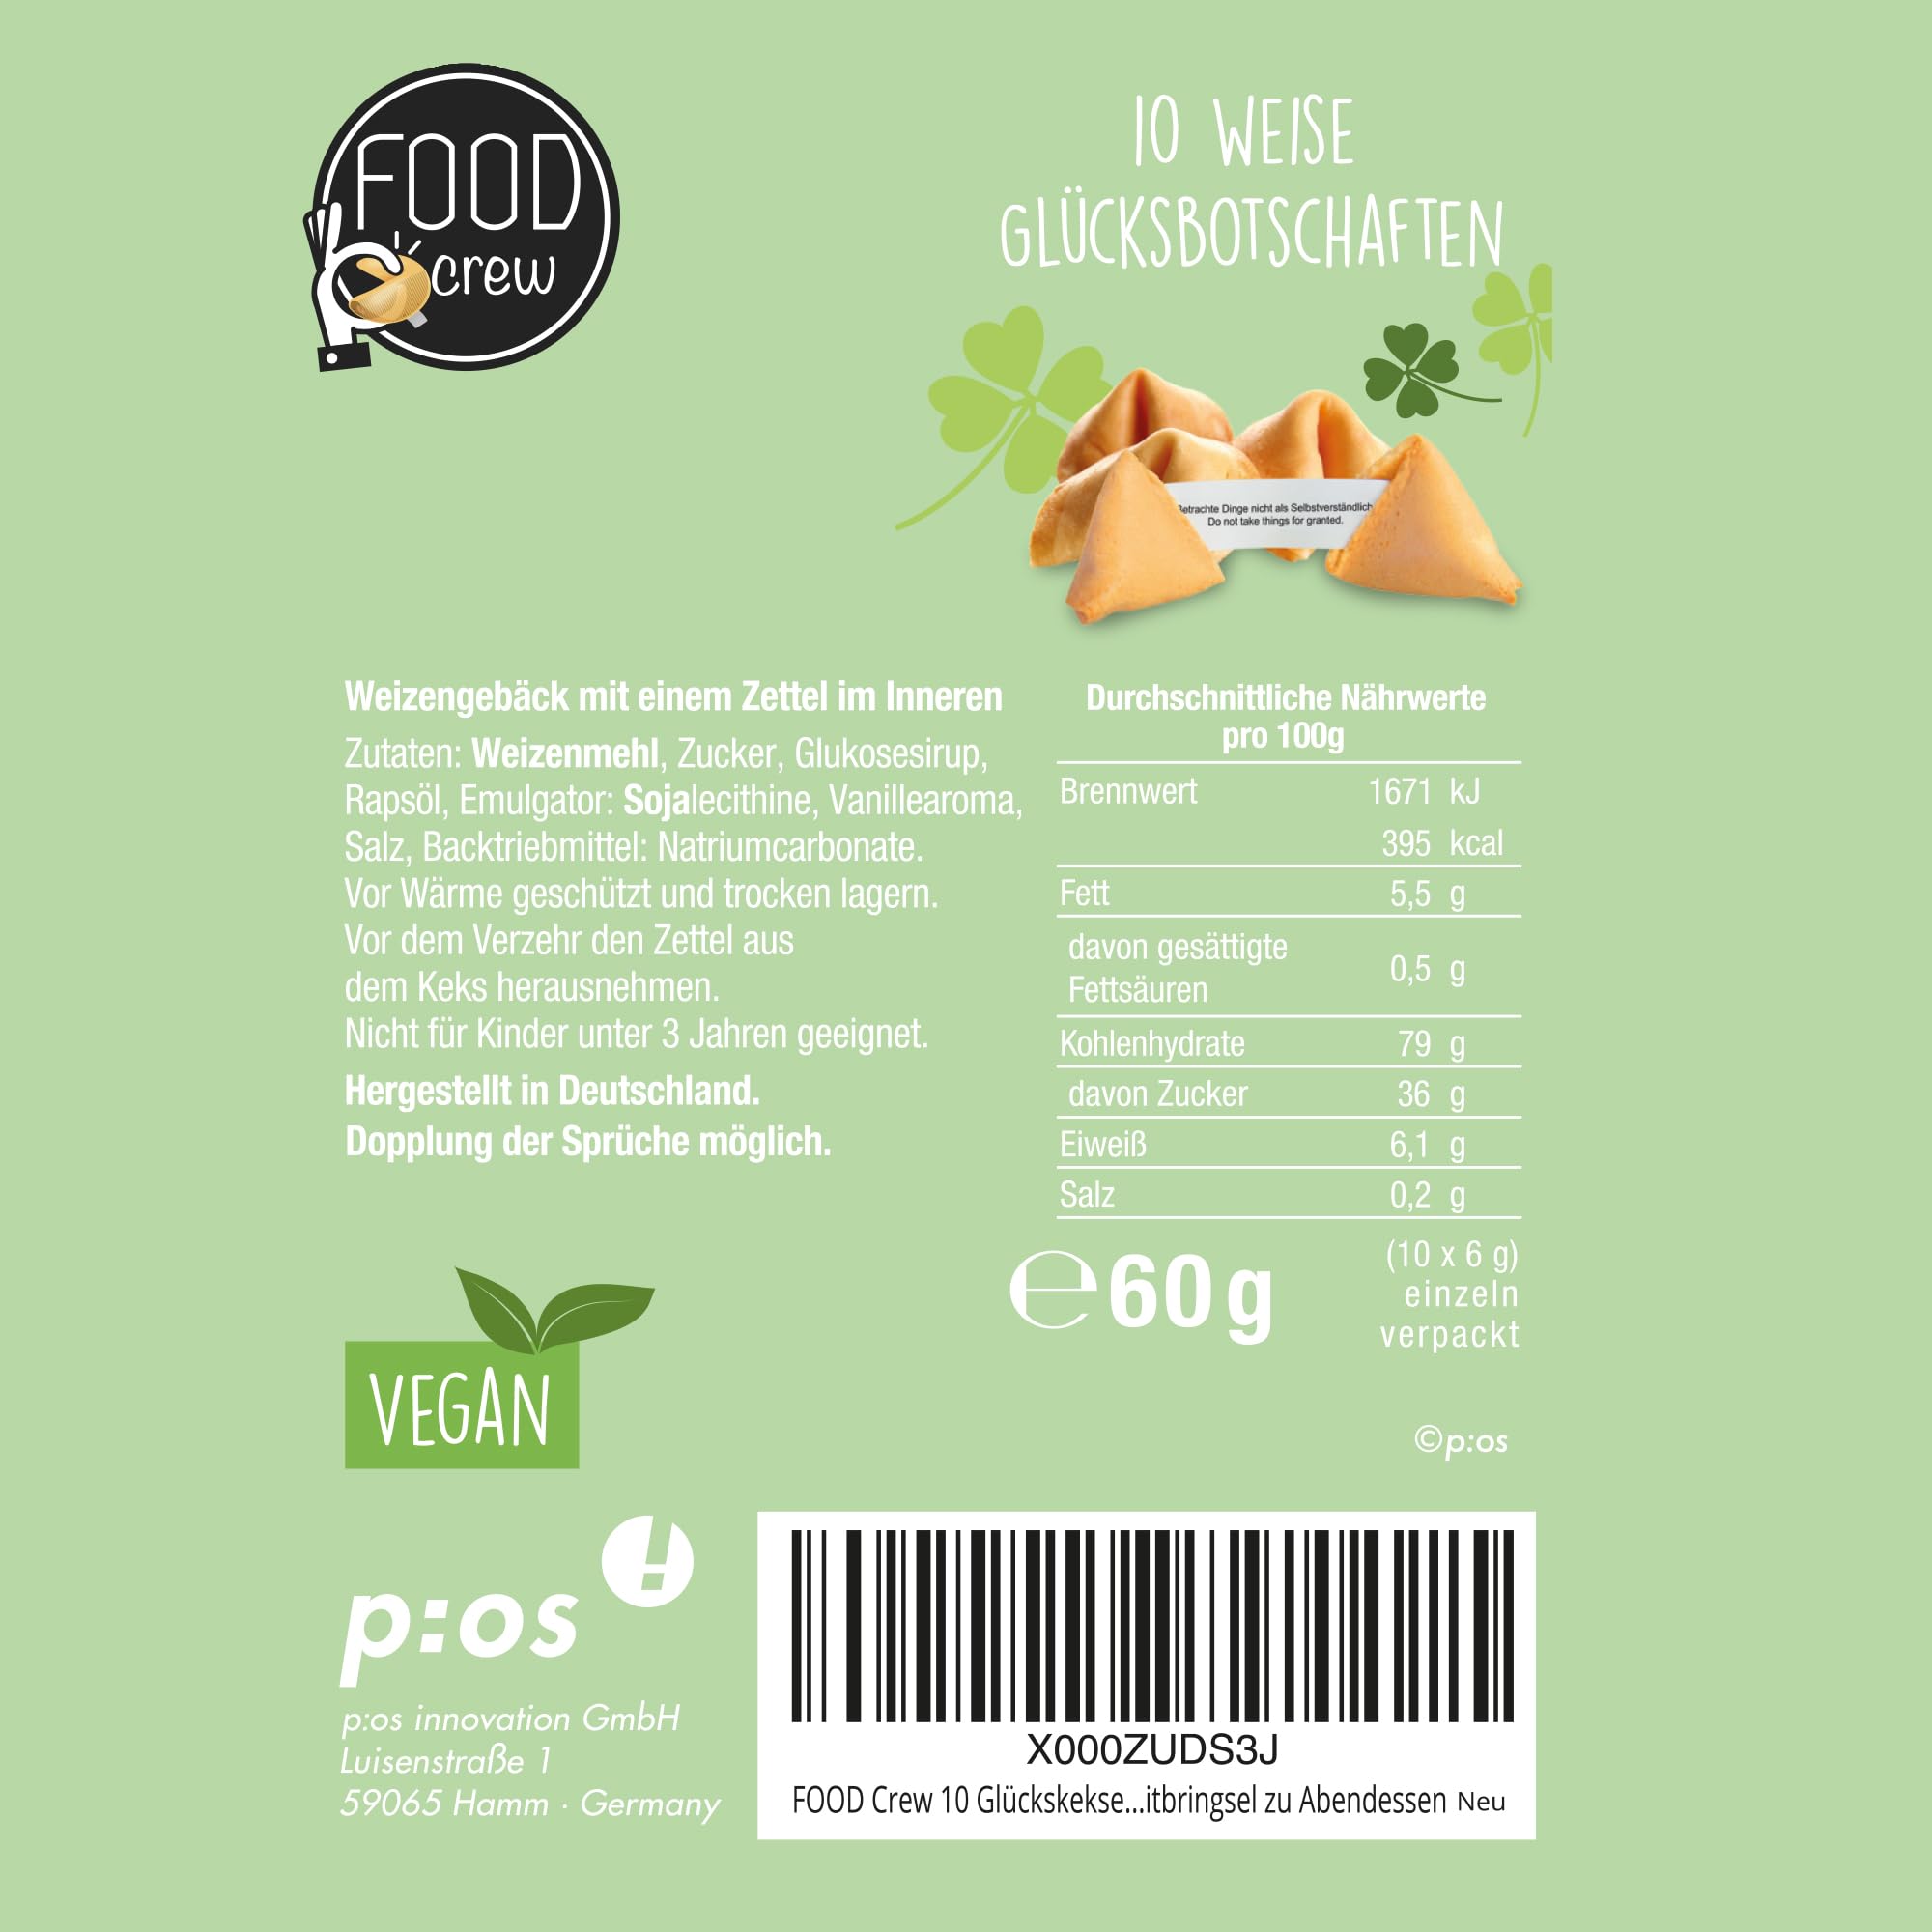 FOOD
crew
10 WEISE
GLÜCKSBOTSCHAFTEN
Betrachte Dinge nicht als Selbstverständlich
Do not take things for granted.
Weizengebäck mit einem Zettel im Inneren
Zutaten: Weizenmehl, Zucker, Glukosesirup,
Rapsöl, Emulgator: Sojalecithine, Vanillearoma,
Salz, Backtriebmittel: Natriumcarbonate.
Vor Wärme geschützt und trocken lagern.
Vor dem Verzehr den Zettel aus
dem Keks herausnehmen.
Nicht für Kinder unter 3 Jahren geeignet.
Hergestellt in Deutschland.
Dopplung der Sprüche möglich.
Durchschnittliche Nährwerte
pro 100g
Brennwert 1671 kJ
395 kcal
Fett 5,5 g
davon gesättigte
Fettsäuren 0,5 g
Kohlenhydrate 79 g
davon Zucker 36 g
Eiweiß 6,1 g
Salz 0,2 g
℮ 60 g
(10 x 6 g)
einzeln
verpackt
VEGAN
©p:os
p:os
p:os innovation GmbH
Luisenstraße 1
59065 Hamm · Germany
X000ZUDS3J
FOOD Crew 10 Glückskekse...itbringsel zu Abendessen Neu